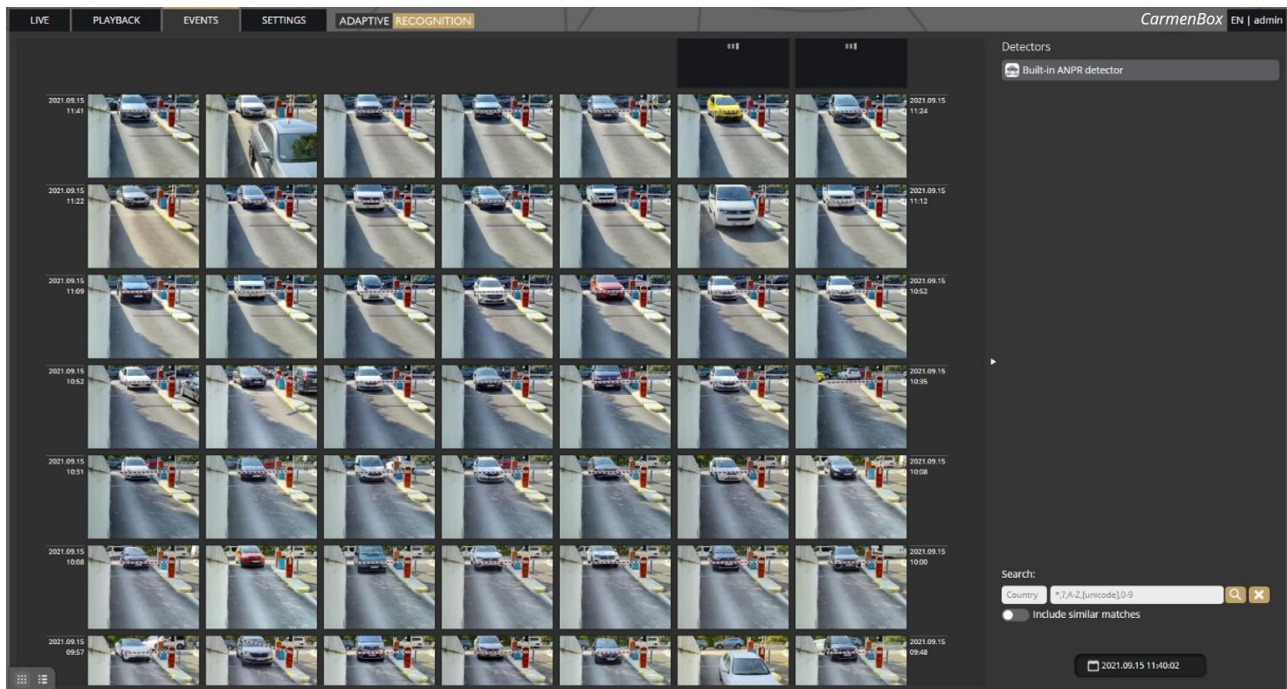 LIVE PLAYBACK EVENTS SETTINGS ADAPTIVE RECOGNITION CarmenBox EN | admin
Detectors
Built-in ANPR detector
2021.09.15 2021.09.15
11:41 11:24
2021.09.15 2021.09.15
11:22 11:12
2021.09.15 2021.09.15
11:09 10:52
2021.09.15 2021.09.15
10:52 10:35
2021.09.15 2021.09.15
10:31 10:08
2021.09.15 2021.09.15
10:08 10:00
2021.09.15 2021.09.15
09:57 09:48
Search:
Country *,?,A-Z,[unicode],0-9
Include similar matches
2021.09.15 11:40:02